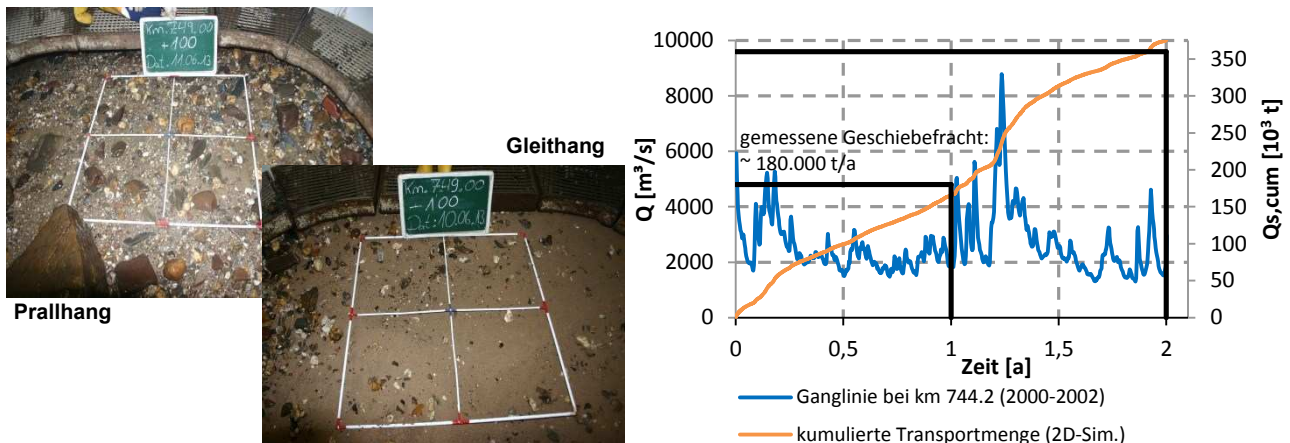 Km. 749.00
+ 100
Dat. 11.06.13
Prallhang
Gleithang
Km. 749.00
- 100
Dat.: 10.06.13
Q [m³/s]
10000
8000
6000
4000
2000
0
gemessene Geschiebefracht:
~ 180.000 t/a
350
300
250
200
150
100
50
0
Qs,cum [10³ t]
0 0,5 1 1,5 2
Zeit [a]
Ganglinie bei km 744.2 (2000-2002)
kumulierte Transportmenge (2D-Sim.)